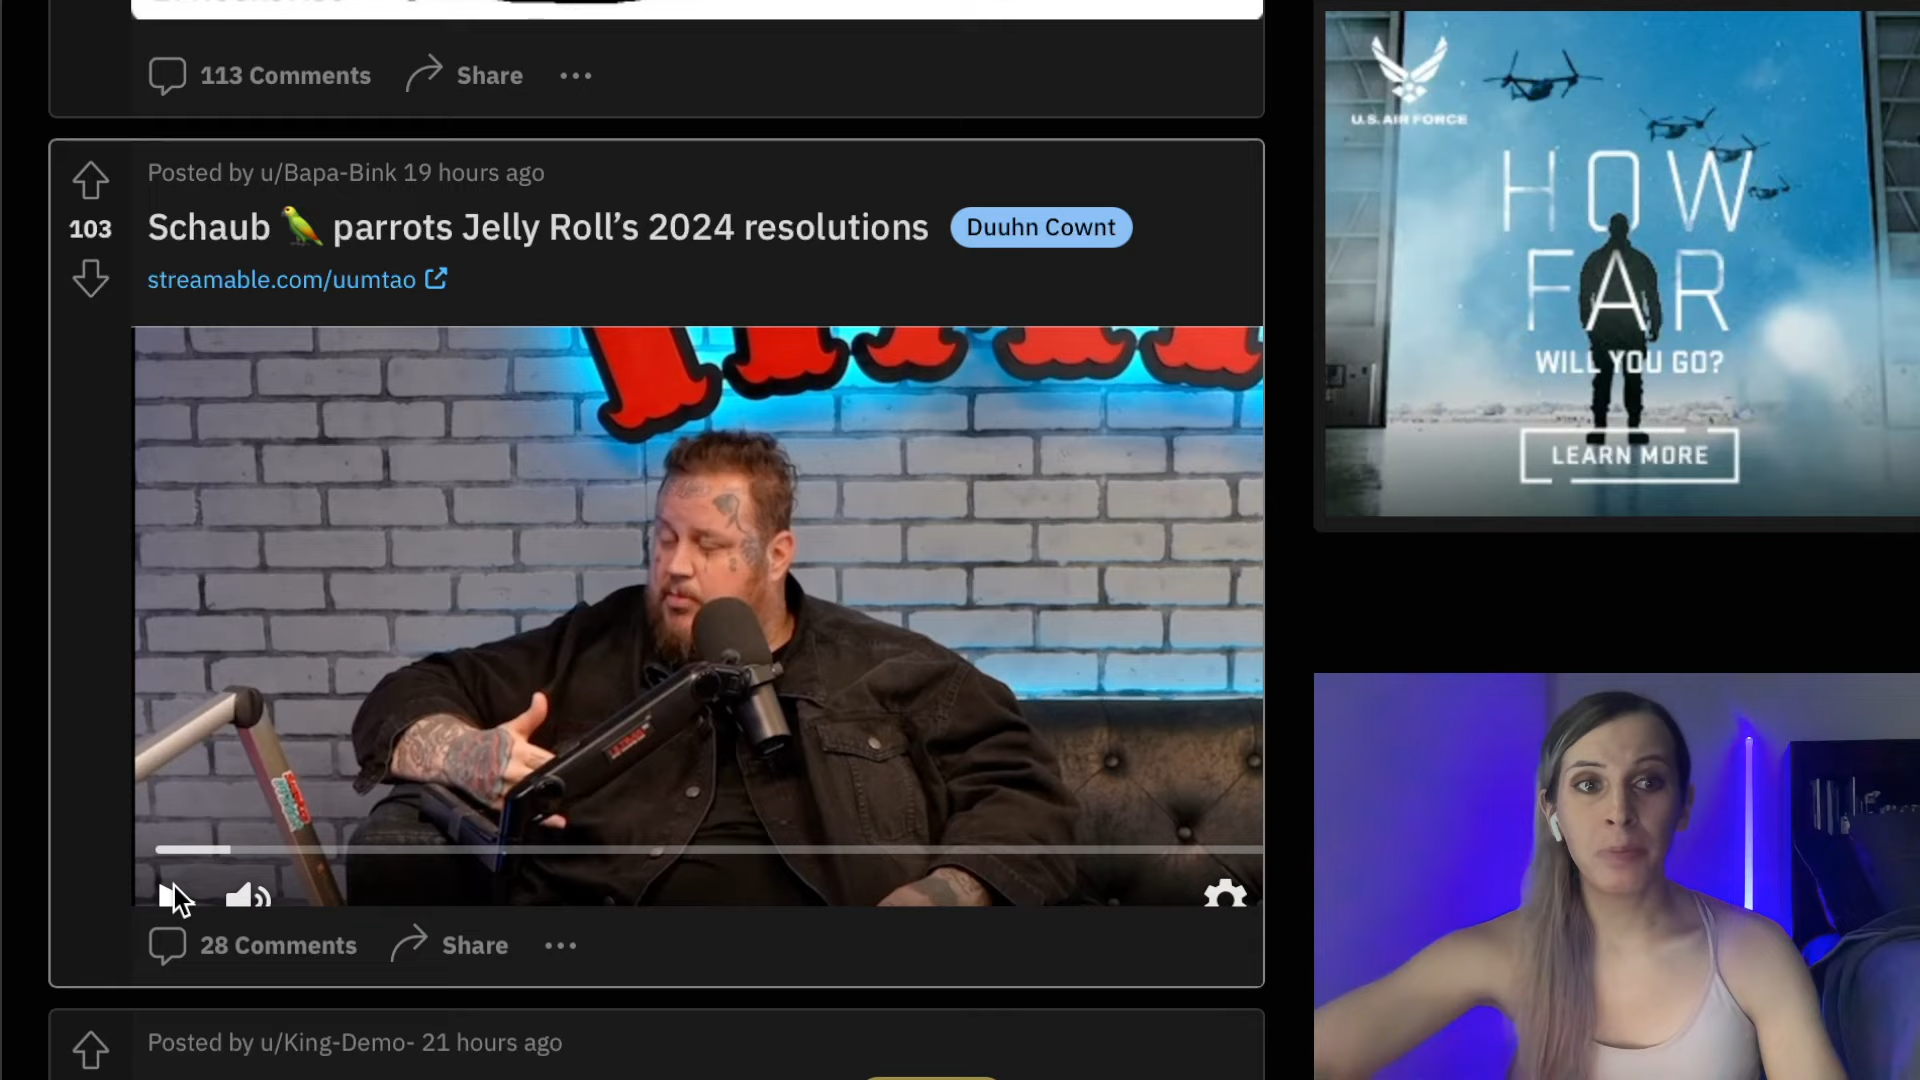 113 Comments
Share
Posted by u/Bapa-Bink 19 hours ago
103
Schaub 🦜 parrots Jelly Roll’s 2024 resolutions
Duuhn Cownt
streamable.com/uumtao
28 Comments
Share
Posted by u/King-Demo- 21 hours ago
U.S. AIR FORCE
HOW
FAR
WILL YOU GO?
LEARN MORE